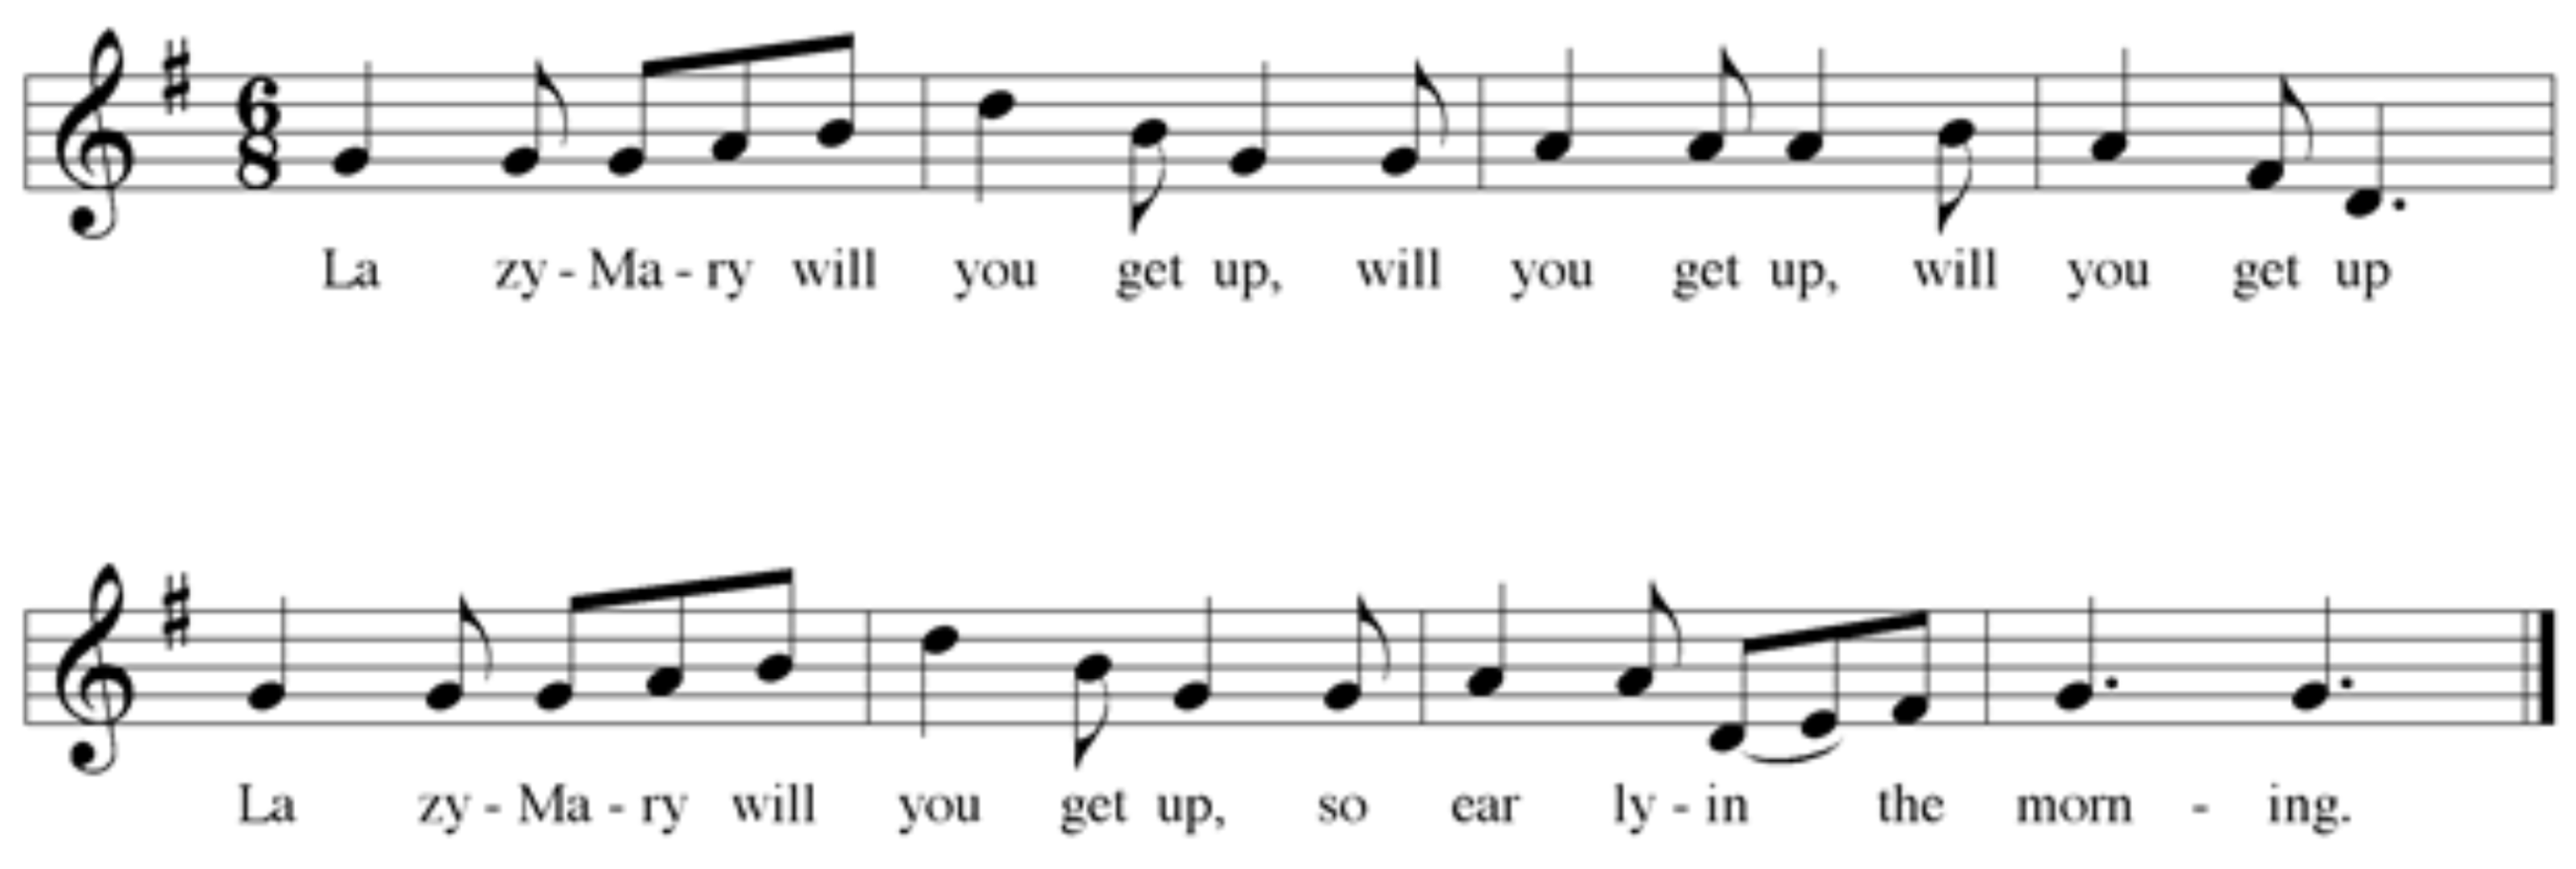 6
8
La zy - Ma - ry will you get up, will you get up, will you get up
La zy - Ma - ry will you get up, so ear ly - in the morn - ing.